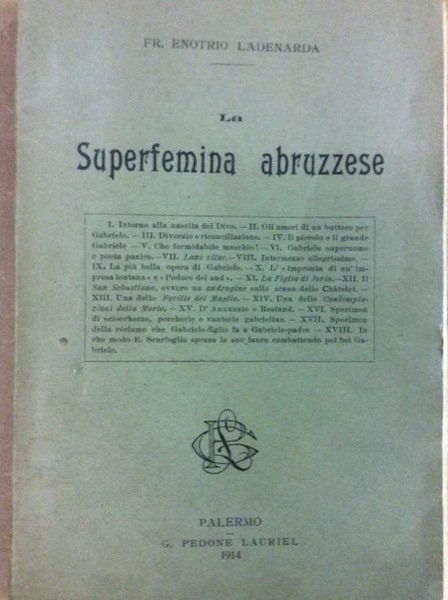 FR. ENOTRIO LADENARDA
La
Superfemina abruzzese
I. Intorno alla nascita del Divo. — II. Gli amori di un buttero per
Gabriele. — III. Divorzio e riconciliazione. — IV. Il piccolo e il grande
Gabriele — V. Che formidabile maschio! — VI. Gabriele supernomo
e poeta panico. — VII. Laus vitae. — VIII. Intermezzo allegrissimo. —
IX. La più bella opera di Gabriele. — X. L' « Impronta di un' im-
presa lontana » e « l'odore del sud ». — XI. La Figlia di Jorio. — XII. Il
San Sebastiano, ovvero un androgine sulle scene dello Châtelet. —
XIII. Una delle Faville del Maglio. — XIV. Una delle Contempla-
zioni della Morte. — XV. D' Annunzio e Rostand. — XVI. Specimen
di sciocchezze, porcherie e vanterie gabrieline. — XVII. Specimen
della réclame che Gabriele-figlio fa a Gabriele-padre — XVIII. In
che modo E. Scarfoglio spezza le sue lance combattendo pel bel Ga-
briele.
PALERMO
G. PEDONE LAURIEL
1914